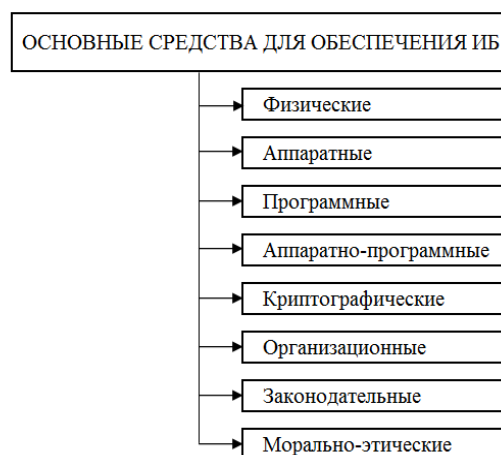 ОСНОВНЫЕ СРЕДСТВА ДЛЯ ОБЕСПЕЧЕНИЯ ИБ
Физические
Аппаратные
Программные
Аппаратно-программные
Криптографические
Организационные
Законодательные
Морально-этические